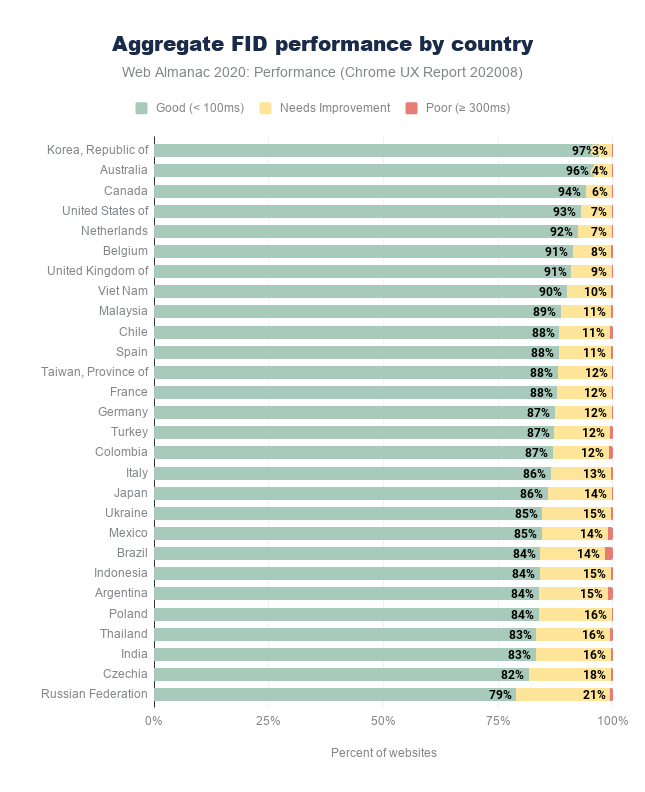 Aggregate FID performance by country
Web Almanac 2020: Performance (Chrome UX Report 202008)
Good (< 100ms) Needs Improvement Poor (≥ 300ms)
Korea, Republic of 97% 3%
Australia 96% 4%
Canada 94% 6%
United States of 93% 7%
Netherlands 92% 7%
Belgium 91% 8%
United Kingdom of 91% 9%
Viet Nam 90% 10%
Malaysia 89% 11%
Chile 88% 11%
Spain 88% 11%
Taiwan, Province of 88% 12%
France 88% 12%
Germany 87% 12%
Turkey 87% 12%
Colombia 87% 12%
Italy 86% 13%
Japan 86% 14%
Ukraine 85% 15%
Mexico 85% 14%
Brazil 84% 14%
Indonesia 84% 15%
Argentina 84% 15%
Poland 84% 16%
Thailand 83% 16%
India 83% 16%
Czechia 82% 18%
Russian Federation 79% 21%
0% 25% 50% 75% 100%
Percent of websites